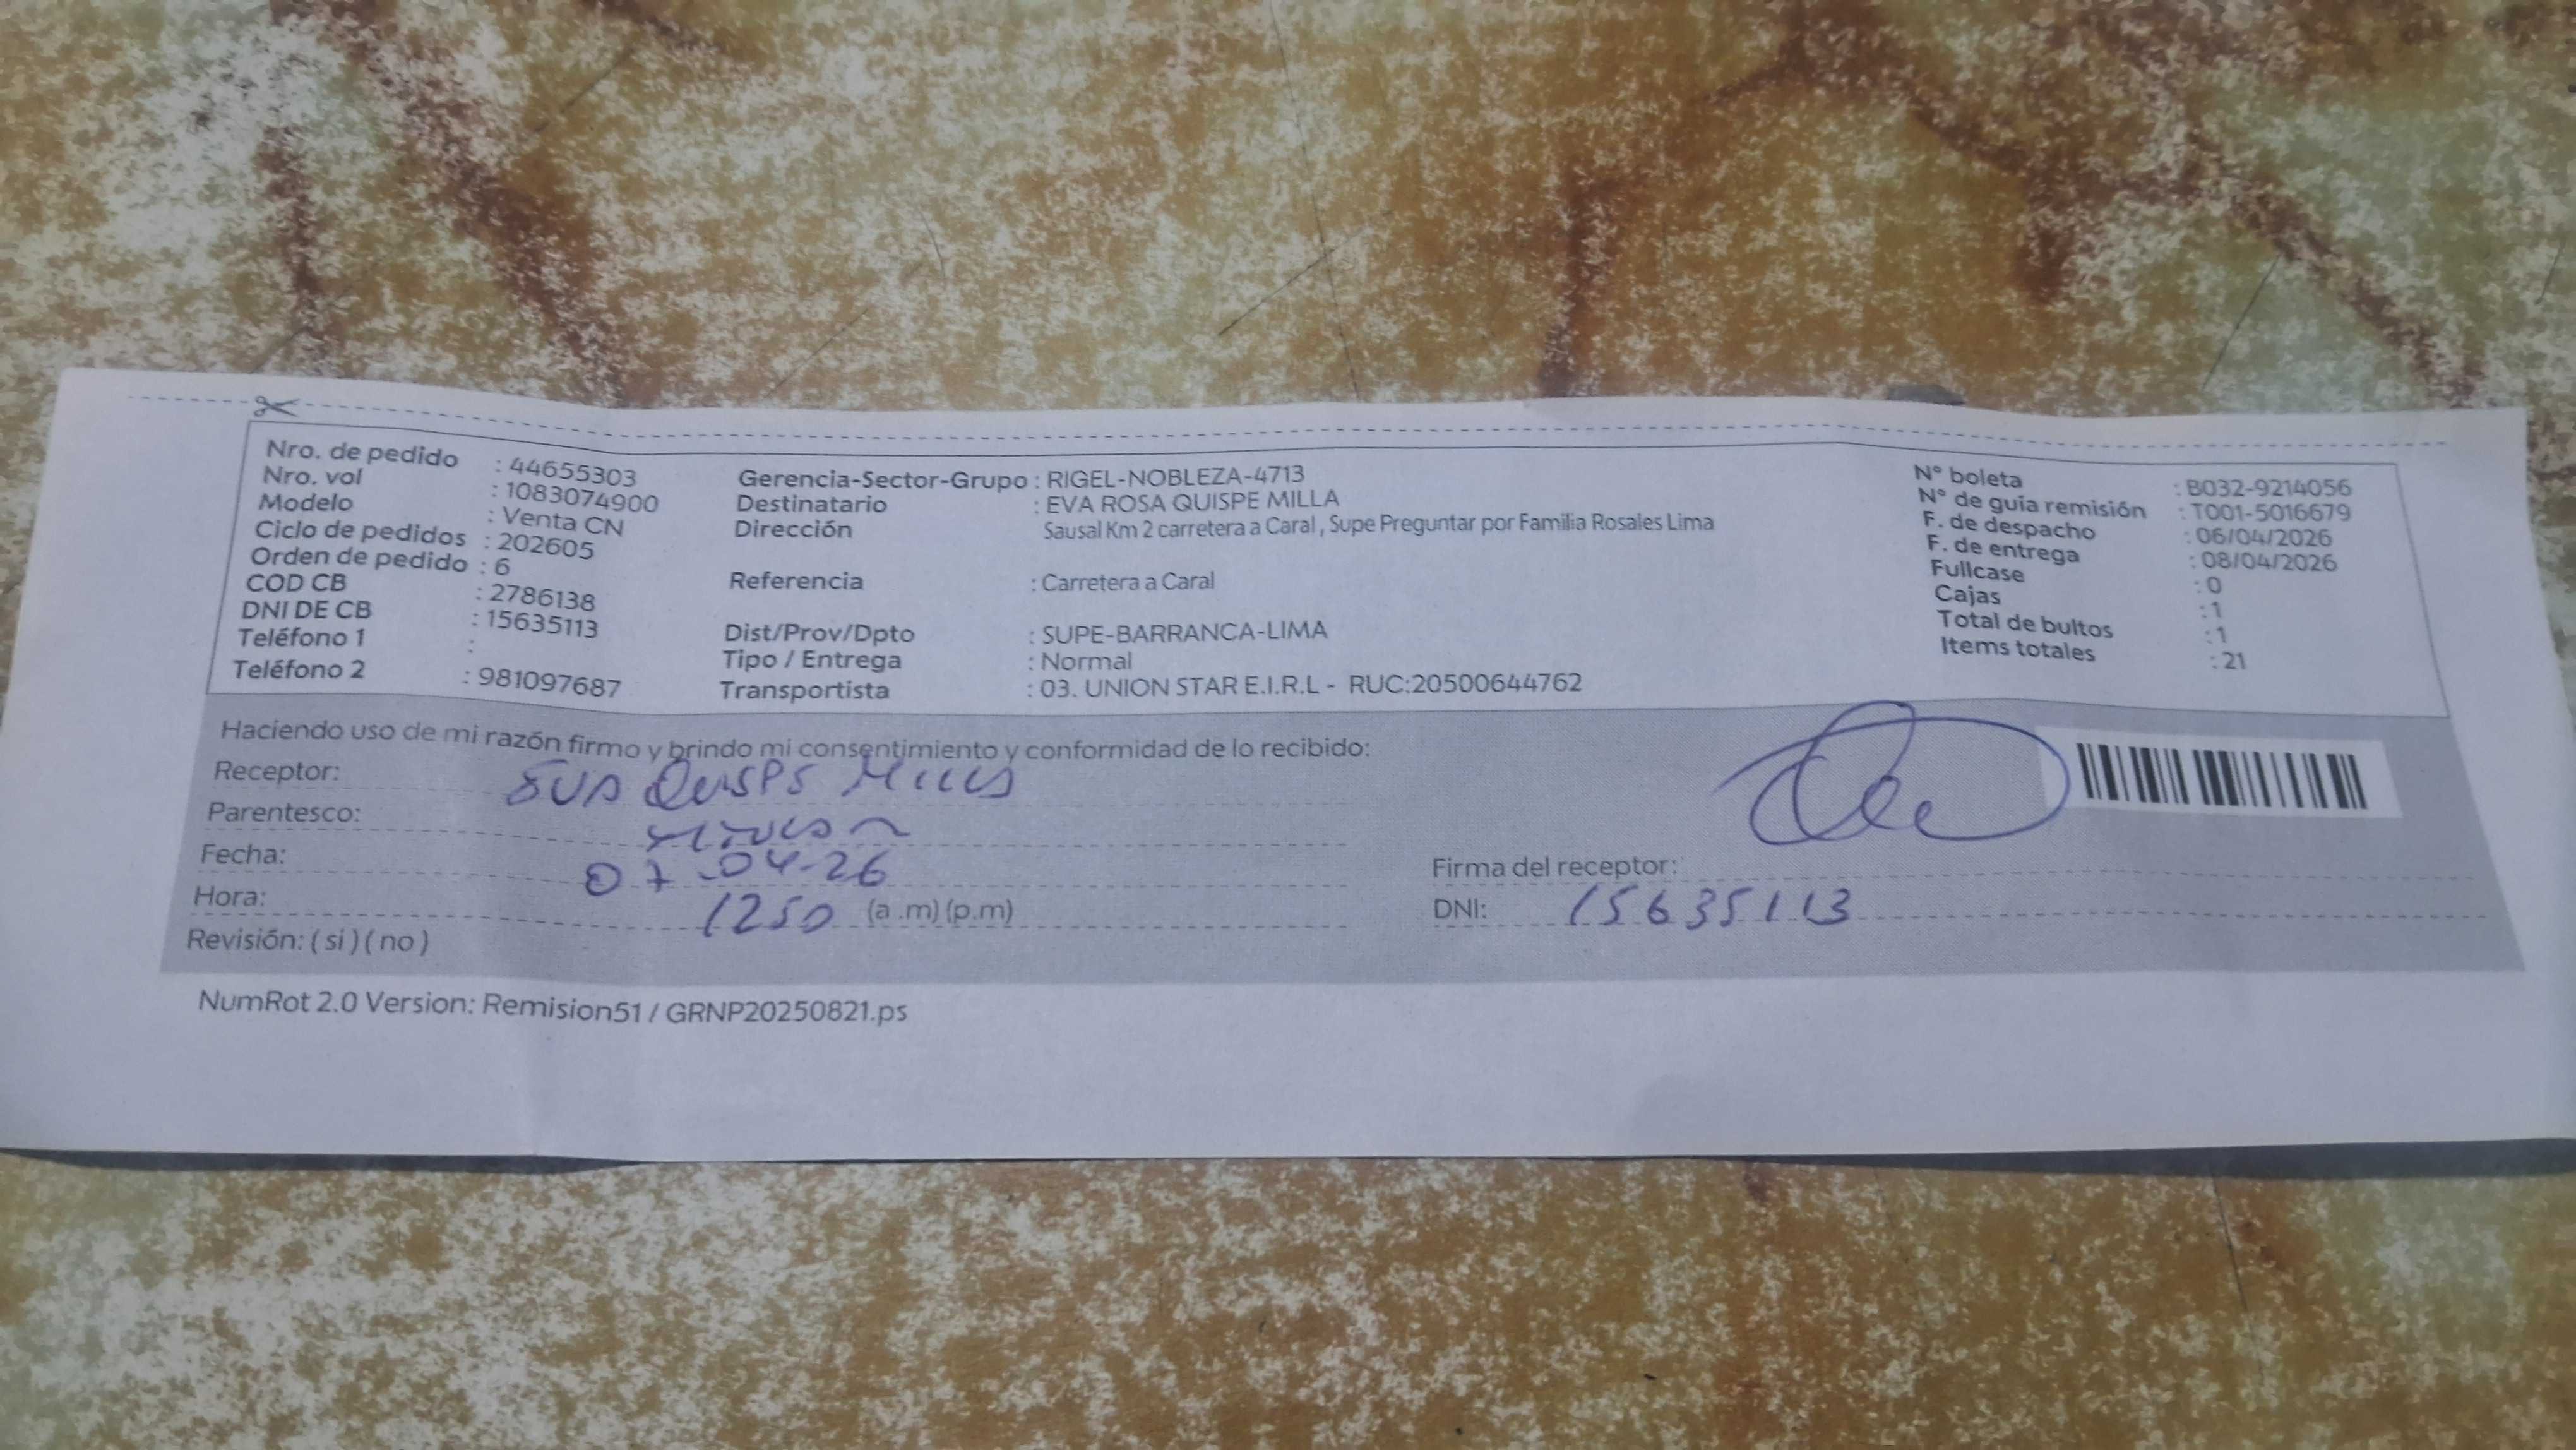 Nro. de pedido : 44655303
Nro. vol : 1083074900
Modelo : Venta CN
Ciclo de pedidos : 202605
Orden de pedido : 6
COD CB : 2786138
DNI DE CB : 15635113
Teléfono 1 :
Teléfono 2 : 981097687
Gerencia-Sector-Grupo : RIGEL-NOBLEZA-4713
Destinatario : EVA ROSA QUISPE MILLA
Dirección Sausal Km 2 carretera a Caral , Supe Preguntar por Familia Rosales Lima
Referencia : Carretera a Caral
Dist/Prov/Dpto : SUPE-BARRANCA-LIMA
Tipo / Entrega : Normal
Transportista : 03. UNION STAR E.I.R.L - RUC:20500644762
N° boleta : B032-9214056
N° de guía remisión : T001-5016679
F. de despacho : 06/04/2026
F. de entrega : 08/04/2026
Fullcase : 0
Cajas : 1
Total de bultos : 1
Items totales : 21
Haciendo uso de mi razón firmo y brindo mi consentimiento y conformidad de lo recibido:
Receptor: EVA QUISPE MILLA
Parentesco:
Fecha: 07-04-26
Hora: 1250 (a .m) (p.m)
Revisión: ( si ) ( no )
Firma del receptor:
DNI: 15635113
NumRot 2.0 Version: Remision51 / GRNP20250821.ps